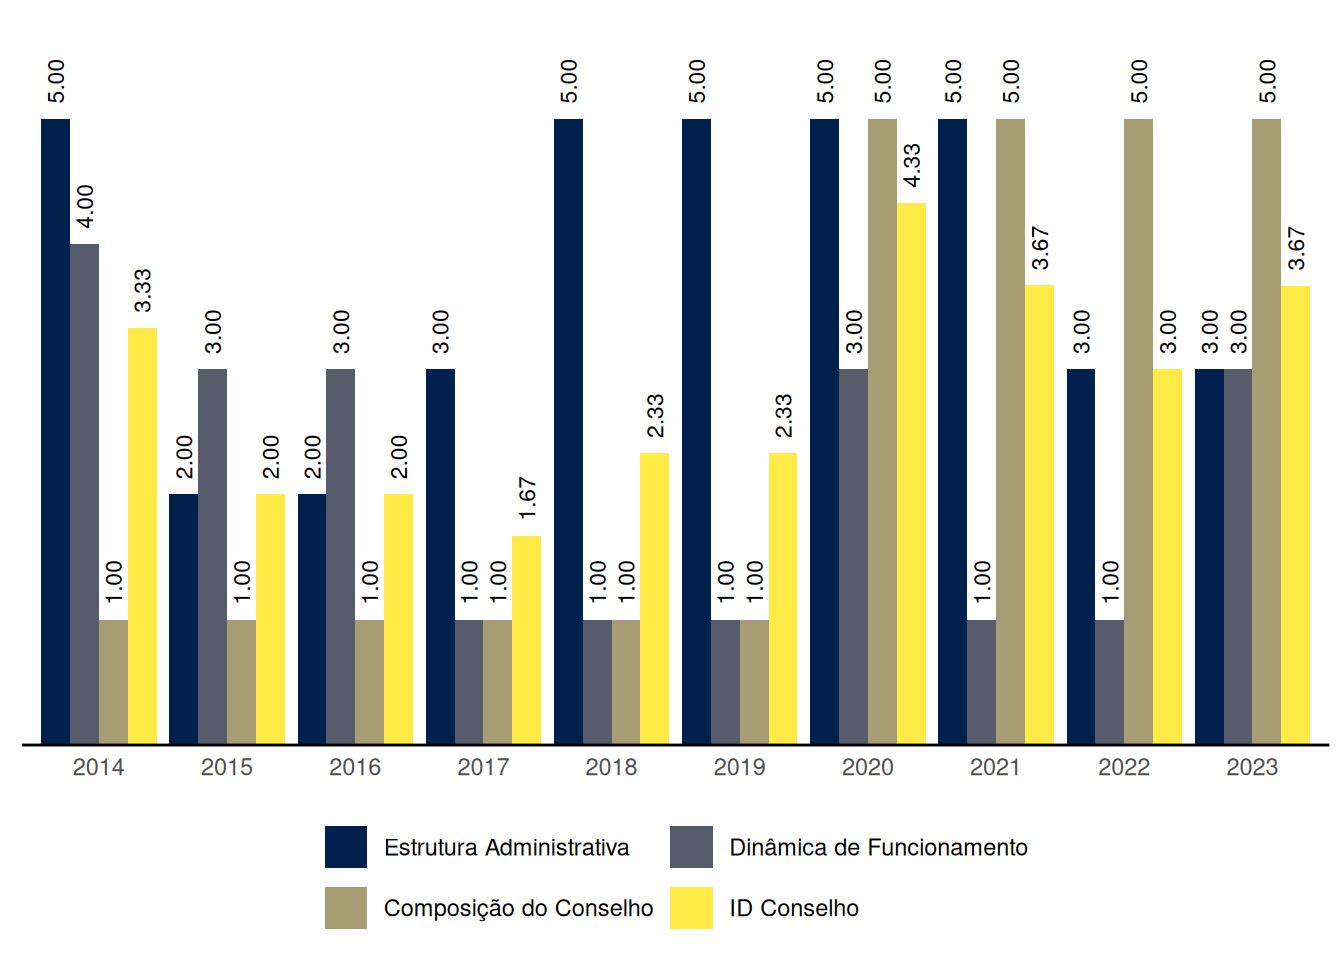 5.00 4.00 1.00 3.33 2.00 3.00 1.00 2.00 2.00 3.00 1.00 2.00 3.00 1.00 1.00 1.67 5.00 1.00 1.00 2.33 5.00 1.00 1.00 2.33 5.00 3.00 5.00 4.33 5.00 1.00 5.00 3.67 3.00 1.00 5.00 3.00 3.00 3.00 5.00 3.67
2014 2015 2016 2017 2018 2019 2020 2021 2022 2023
Estrutura Administrativa Dinâmica de Funcionamento
Composição do Conselho ID Conselho